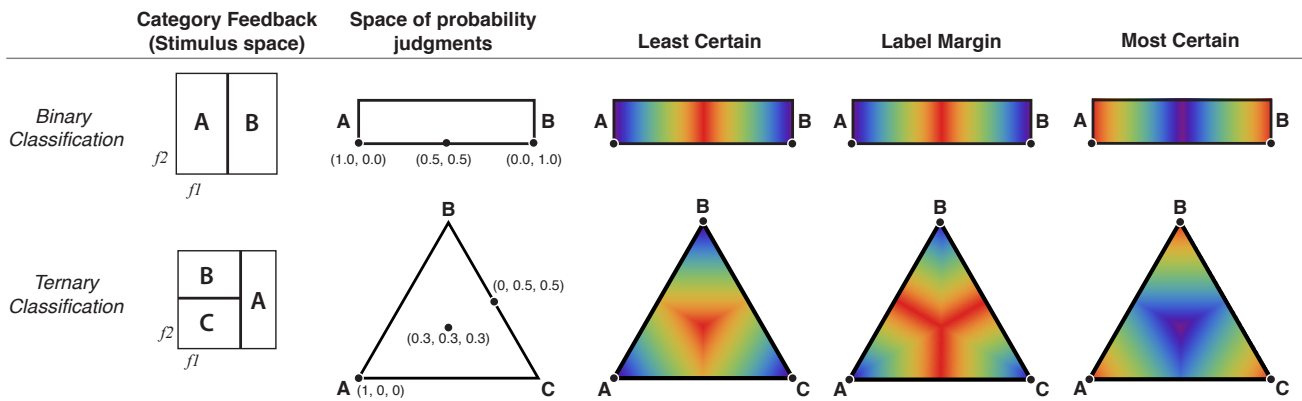 Category Feedback
(Stimulus space)
Space of probability
judgments
Least Certain
Label Margin
Most Certain
Binary
Classification
A
B
f2
f1
A
B
(1.0, 0.0)
(0.5, 0.5)
(0.0, 1.0)
A
B
A
B
A
B
Ternary
Classification
B
C
A
f2
f1
B
(0, 0.5, 0.5)
(0.3, 0.3, 0.3)
A
(1, 0, 0)
C
B
A
C
B
A
C
B
A
C